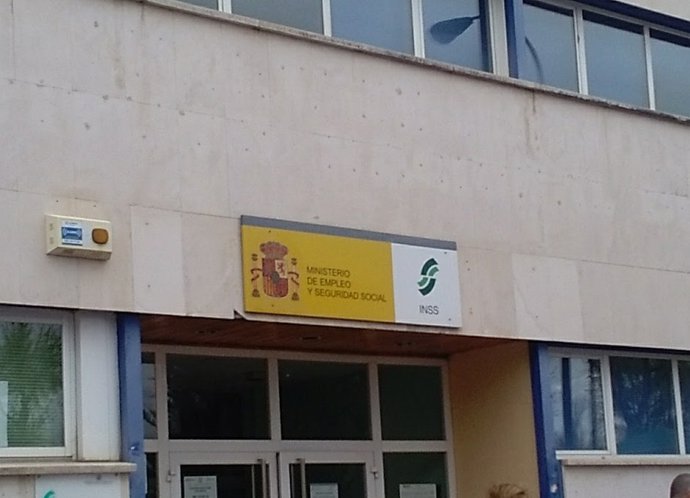 MINISTERIO
DE EMPLEO
Y SEGURIDAD SOCIAL
INSS